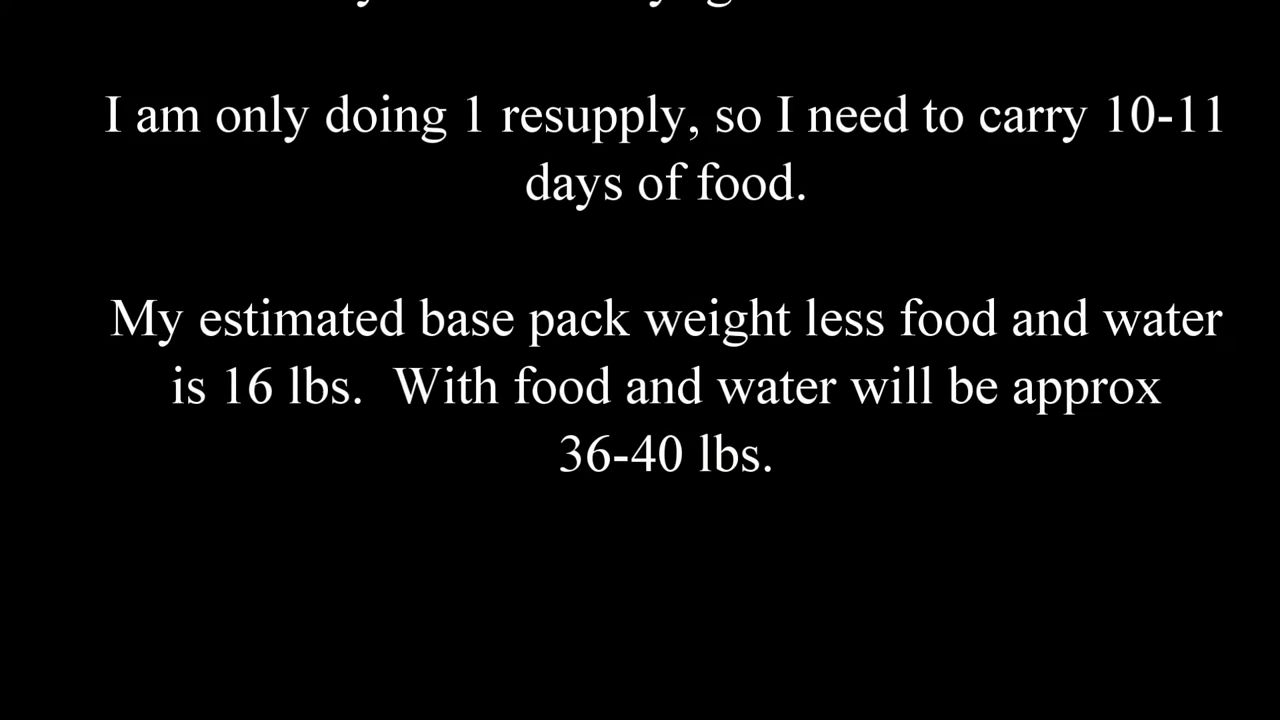 I am only doing 1 resupply, so I need to carry 10-11
days of food.
My estimated base pack weight less food and water
is 16 lbs.  With food and water will be approx
36-40 lbs.